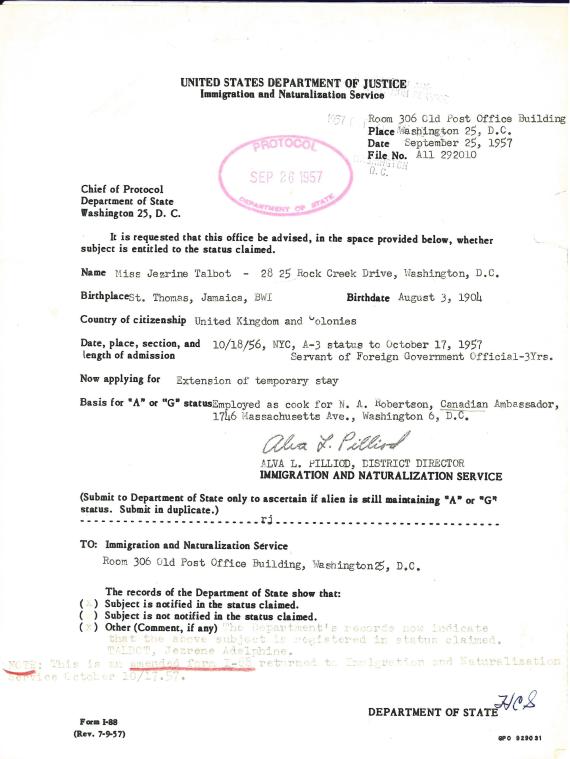 UNITED STATES DEPARTMENT OF JUSTICE
Immigration and Naturalization Service
1957
Room 306 Old Post Office Building
Place Washington 25, D.C.
Date September 25, 1957
File No. All 292010
D.C.
PROTOCOL
SEP 26 1957
DEPARTMENT OF STATE
Chief of Protocol
Department of State
Washington 25, D. C.
It is requested that this office be advised, in the space provided below, whether
subject is entitled to the status claimed.
Name Miss Jezrine Talbot - 28 25 Rock Creek Drive, Washington, D.C.
Birthplace St. Thomas, Jamaica, BWI Birthdate August 3, 1904
Country of citizenship United Kingdom and Colonies
Date, place, section, and 10/18/56, NYC, A-3 status to October 17, 1957
length of admission Servant of Foreign Government Official-3Yrs.
Now applying for Extension of temporary stay
Basis for "A" or "G" status Employed as cook for N. A. Robertson, Canadian Ambassador,
1746 Massachusetts Ave., Washington 6, D.C.
Alva L. Pilliod
ALVA L. PILLIOD, DISTRICT DIRECTOR
IMMIGRATION AND NATURALIZATION SERVICE
(Submit to Department of State only to ascertain if alien is still maintaining "A" or "G"
status. Submit in duplicate.)
rj
TO: Immigration and Naturalization Service
Room 306 Old Post Office Building, Washington 25, D.C.
The records of the Department of State show that:
( ) Subject is notified in the status claimed.
( ) Subject is not notified in the status claimed.
(x) Other (Comment, if any) The Department's records now indicate
that the above subject is registered in status claimed.
TALBOT, Jezrene Adelphine.
NOTE: This is an amended form I-88 returned to Immigration and Naturalization
Service October 10/17.57.
HCS
DEPARTMENT OF STATE
Form I-88
(Rev. 7-9-57)
GPO 929031